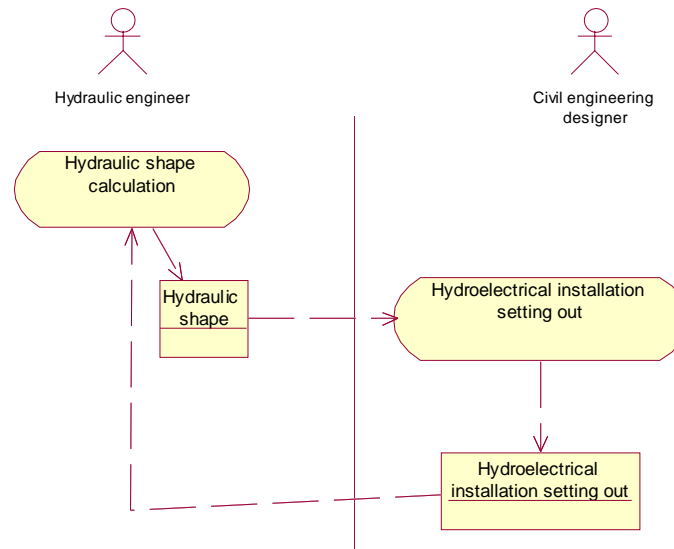 Hydraulic engineer
Civil engineering
designer
Hydraulic shape
calculation
Hydraulic
shape
Hydroelectrical installation
setting out
Hydroelectrical
installation setting out